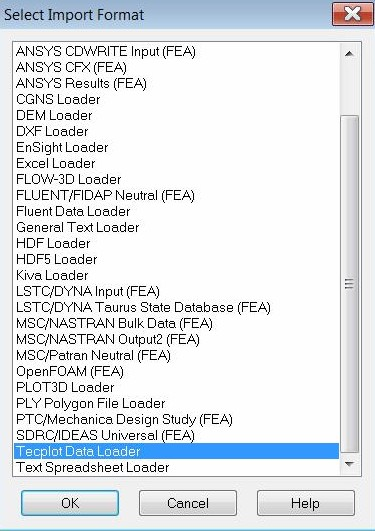 Select Import Format
ANSYS CDWRITE Input (FEA)
ANSYS CFX (FEA)
ANSYS Results (FEA)
CGNS Loader
DEM Loader
DXF Loader
EnSight Loader
Excel Loader
FLOW-3D Loader
FLUENT/FIDAP Neutral (FEA)
Fluent Data Loader
General Text Loader
HDF Loader
HDF5 Loader
Kiva Loader
LSTC/DYNA Input (FEA)
LSTC/DYNA Taurus State Database (FEA)
MSC/NASTRAN Bulk Data (FEA)
MSC/NASTRAN Output2 (FEA)
MSC/Patran Neutral (FEA)
OpenFOAM (FEA)
PLOT3D Loader
PLY Polygon File Loader
PTC/Mechanica Design Study (FEA)
SDRC/IDEAS Universal (FEA)
Tecplot Data Loader
Text Spreadsheet Loader
OK Cancel Help